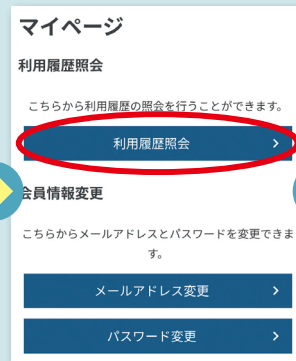 マイページ
利用履歴照会
こちらから利用履歴の照会を行うことができます。
利用履歴照会
会員情報変更
こちらからメールアドレスとパスワードを変更できま
す。
メールアドレス変更
パスワード変更